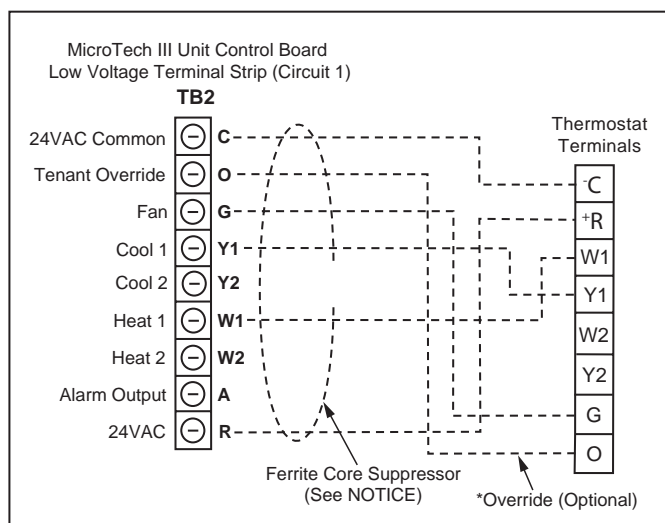 MicroTech III Unit Control Board
Low Voltage Terminal Strip (Circuit 1)
TB2
24VAC Common C
Tenant Override O
Fan G
Cool 1 Y1
Cool 2 Y2
Heat 1 W1
Heat 2 W2
Alarm Output A
24VAC R
Thermostat
Terminals
-C
+R
W1
Y1
W2
Y2
G
O
Ferrite Core Suppressor
(See NOTICE)
*Override (Optional)